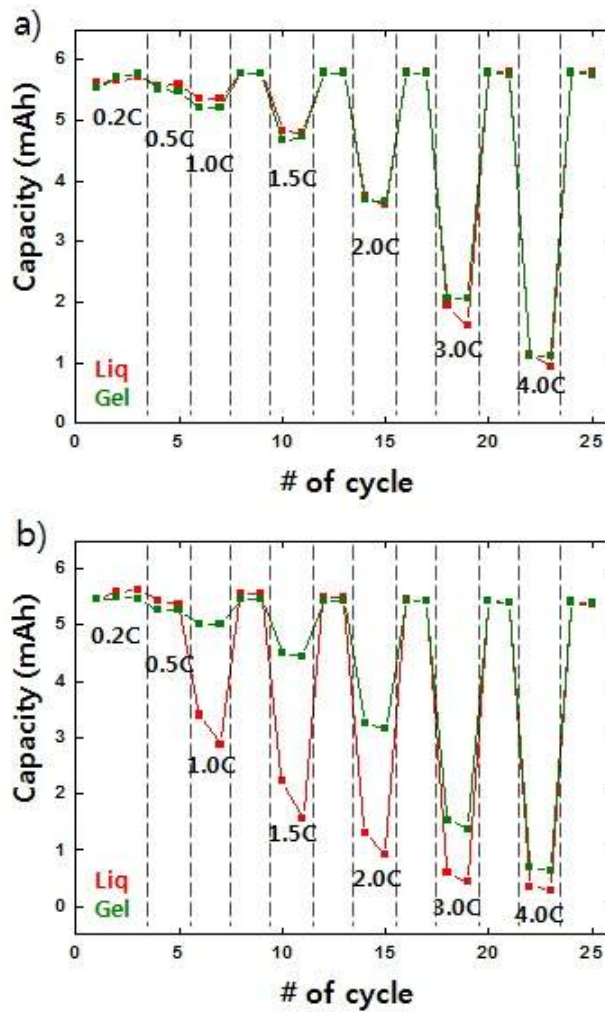 a)
Capacity (mAh)
6
5
4
3
2
1
0
0.2C
0.5C
1.0C
1.5C
2.0C
3.0C
4.0C
Liq
Gel
0 5 10 15 20 25
# of cycle
b)
Capacity (mAh)
6
5
4
3
2
1
0
0.2C
0.5C
1.0C
1.5C
2.0C
3.0C
4.0C
Liq
Gel
0 5 10 15 20 25
# of cycle